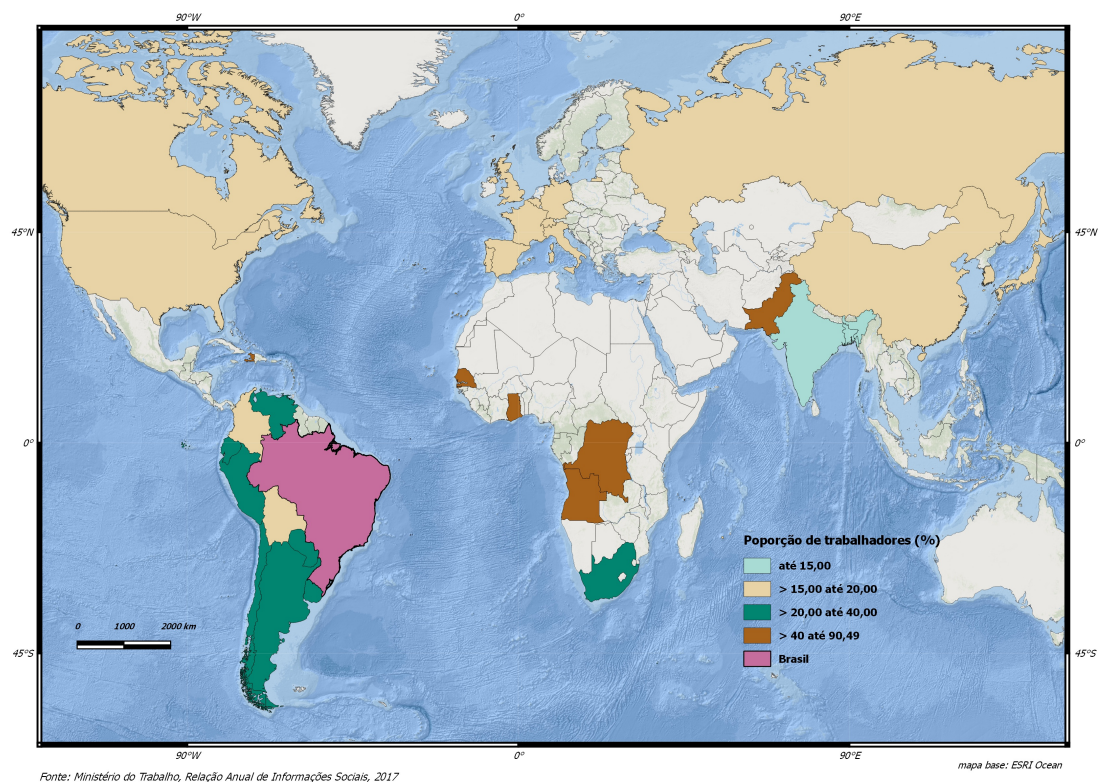 90°W 0° 90°E
45°N 45°N
0° 0°
Poporção de trabalhadores (%)
até 15,00
> 15,00 até 20,00
> 20,00 até 40,00
> 40 até 90,49
Brasil
0 1000 2000 km
45°S 45°S
90°W 0° 90°E
mapa base: ESRI Ocean
Fonte: Ministério do Trabalho, Relação Anual de Informações Sociais, 2017